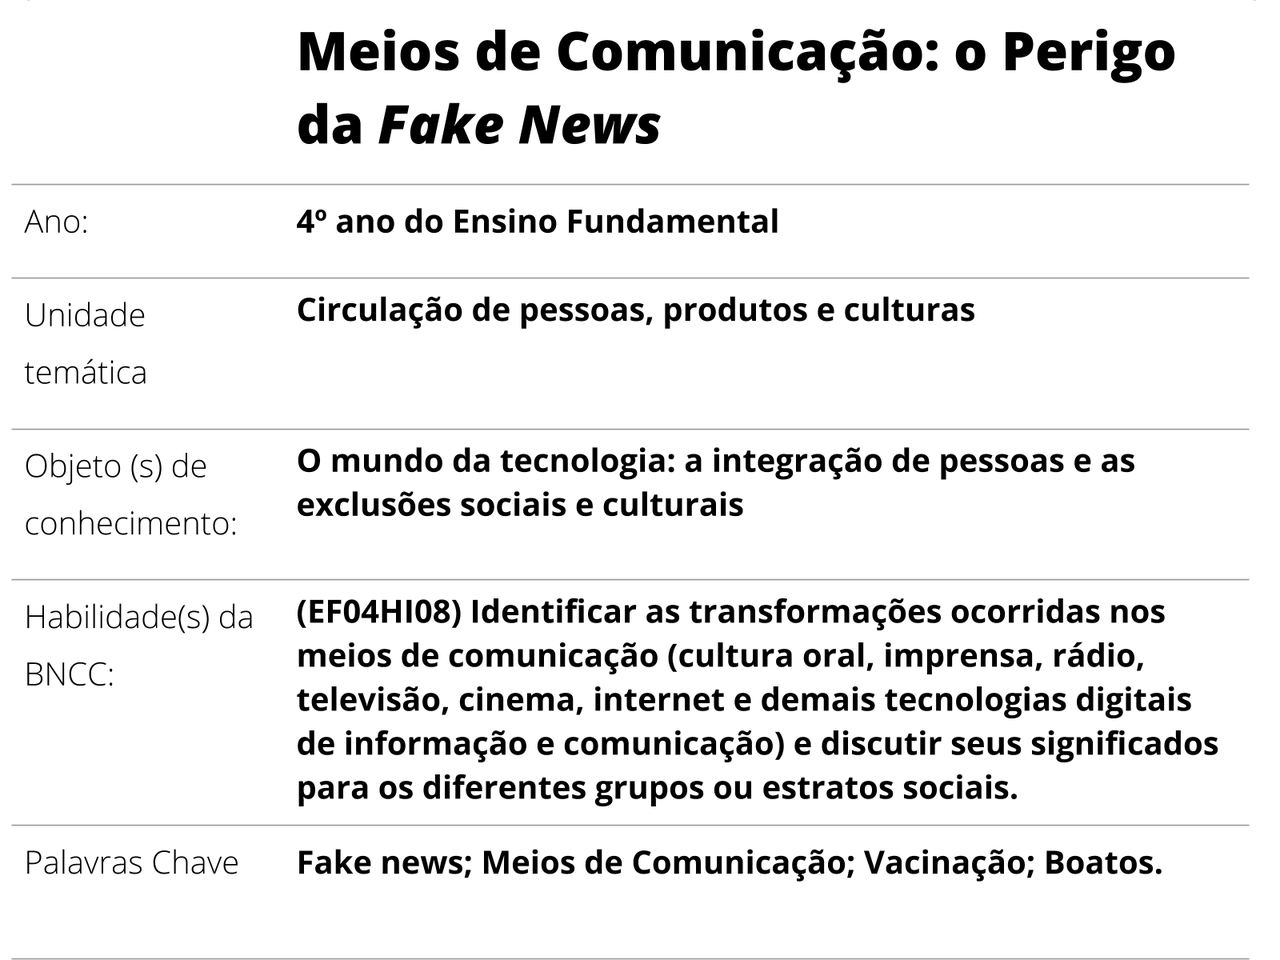 Meios de Comunicação: o Perigo
da Fake News
Ano:
4º ano do Ensino Fundamental
Unidade
temática
Circulação de pessoas, produtos e culturas
Objeto (s) de
conhecimento:
O mundo da tecnologia: a integração de pessoas e as
exclusões sociais e culturais
Habilidade(s) da
BNCC:
(EF04HI08) Identificar as transformações ocorridas nos
meios de comunicação (cultura oral, imprensa, rádio,
televisão, cinema, internet e demais tecnologias digitais
de informação e comunicação) e discutir seus significados
para os diferentes grupos ou estratos sociais.
Palavras Chave
Fake news; Meios de Comunicação; Vacinação; Boatos.